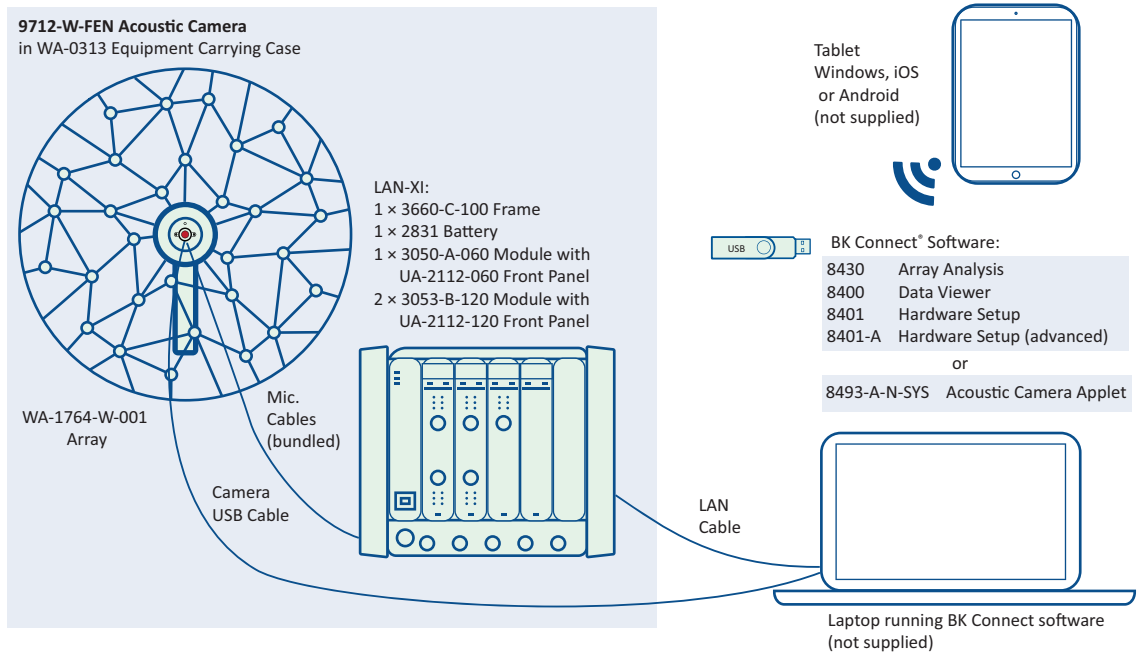 9712-W-FEN Acoustic Camera
in WA-0313 Equipment Carrying Case
LAN-XI:
1 × 3660-C-100 Frame
1 × 2831 Battery
1 × 3050-A-060 Module with
UA-2112-060 Front Panel
2 × 3053-B-120 Module with
UA-2112-120 Front Panel
WA-1764-W-001
Array
Mic.
Cables
(bundled)
Camera
USB Cable
LAN
Cable
Tablet
Windows, iOS
or Android
(not supplied)
USB
BK Connect® Software:
8430 Array Analysis
8400 Data Viewer
8401 Hardware Setup
8401-A Hardware Setup (advanced)
or
8493-A-N-SYS Acoustic Camera Applet
Laptop running BK Connect software
(not supplied)